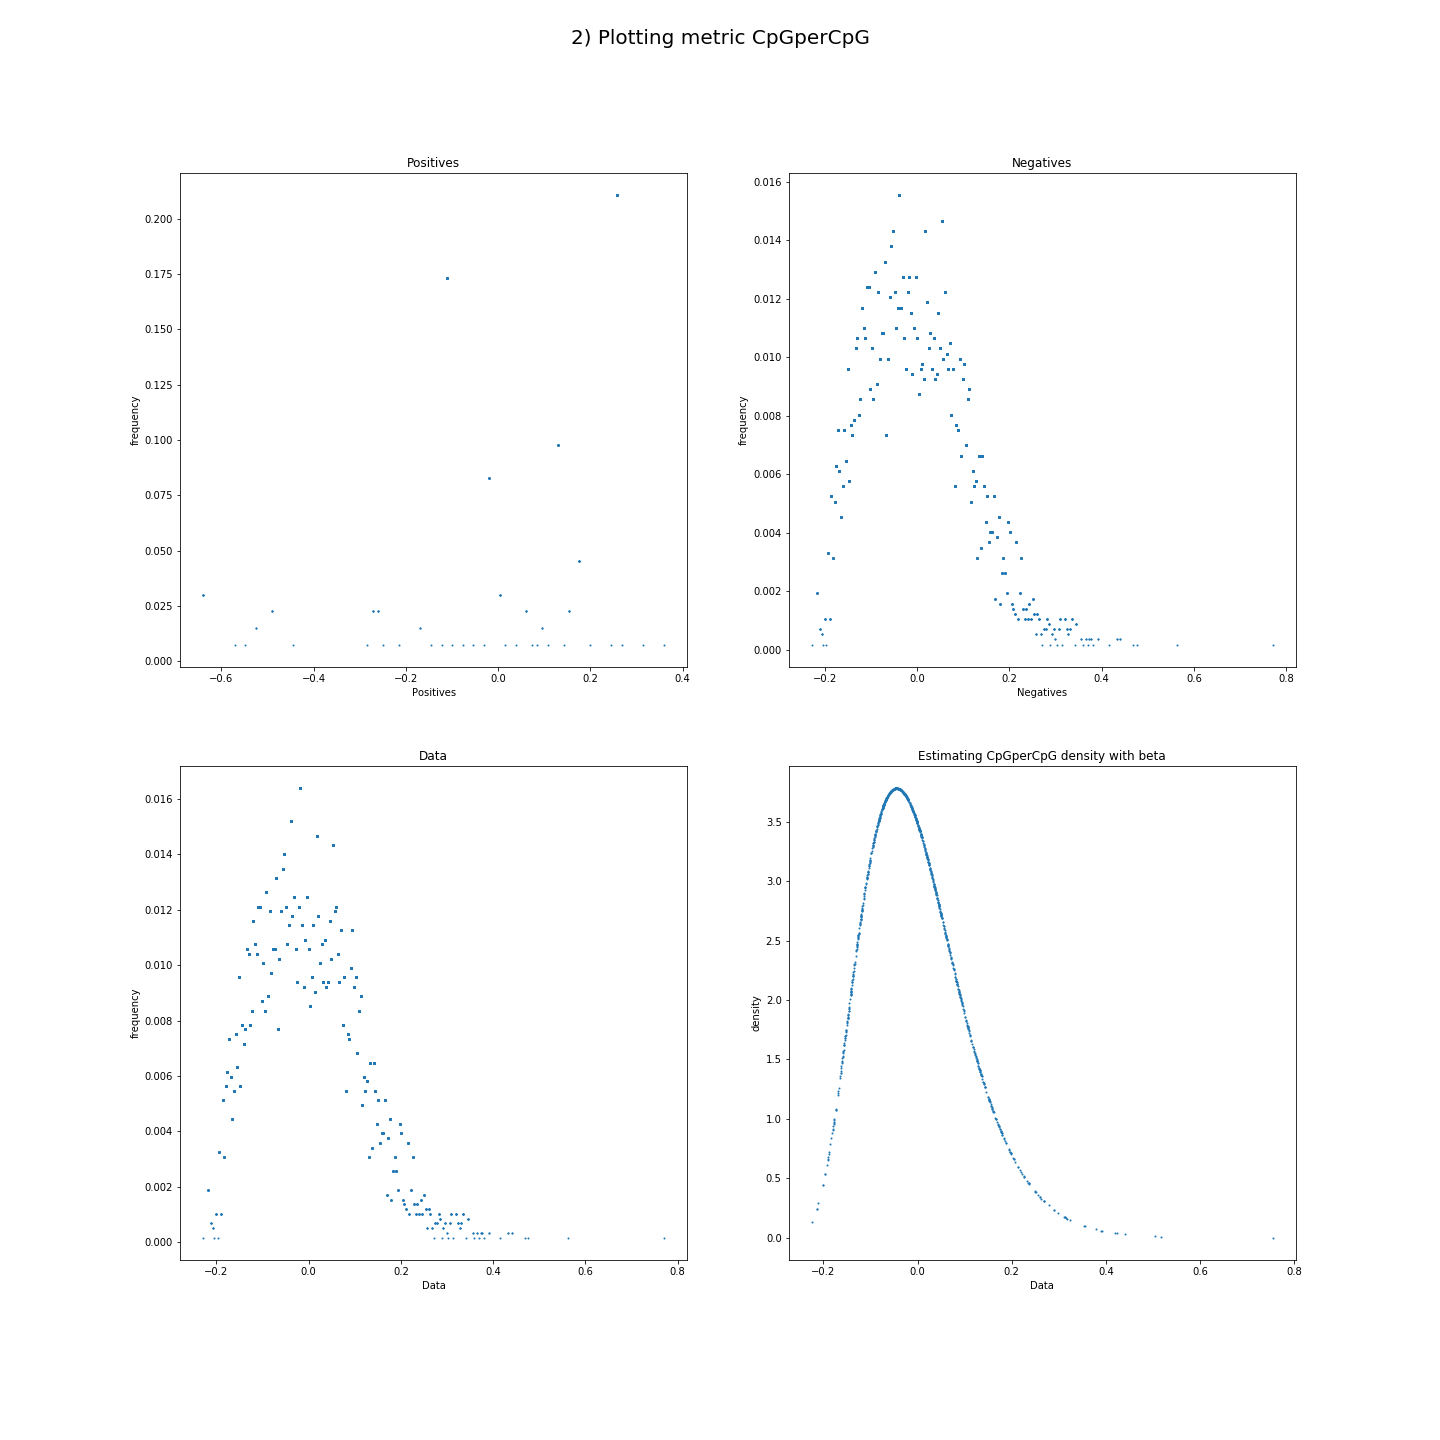 2) Plotting metric CpGperCpG
Positives
frequency
0.200
0.175
0.150
0.125
0.100
0.075
0.050
0.025
0.000
−0.6 −0.4 −0.2 0.0 0.2 0.4
Positives
Negatives
frequency
0.016
0.014
0.012
0.010
0.008
0.006
0.004
0.002
0.000
−0.2 0.0 0.2 0.4 0.6 0.8
Negatives
Data
frequency
0.016
0.014
0.012
0.010
0.008
0.006
0.004
0.002
0.000
−0.2 0.0 0.2 0.4 0.6 0.8
Data
Estimating CpGperCpG density with beta
density
3.5
3.0
2.5
2.0
1.5
1.0
0.5
0.0
−0.2 0.0 0.2 0.4 0.6 0.8
Data